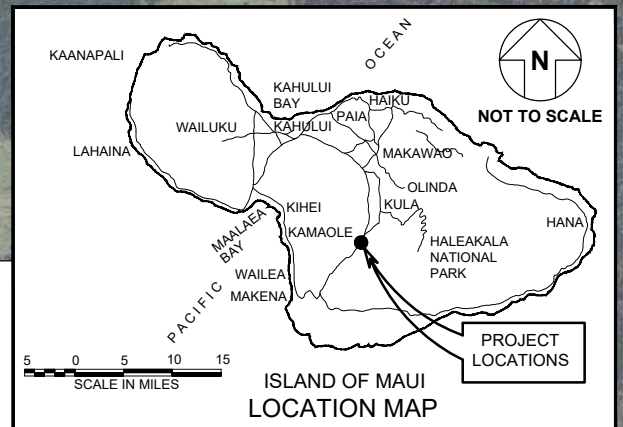 OCEAN
N
NOT TO SCALE
KAANAPALI
KAHULUI
BAY
HAIKU
PAIA
WAILUKU
KAHULUI
MAKAWAO
LAHAINA
OLINDA
KULA
KIHEI
HANA
MAALAEA
BAY
KAMAOLE
HALEAKALA
NATIONAL
PARK
WAILEA
MAKENA
PACIFIC
PROJECT
LOCATIONS
5 0 5 10 15
SCALE IN MILES
ISLAND OF MAUI
LOCATION MAP